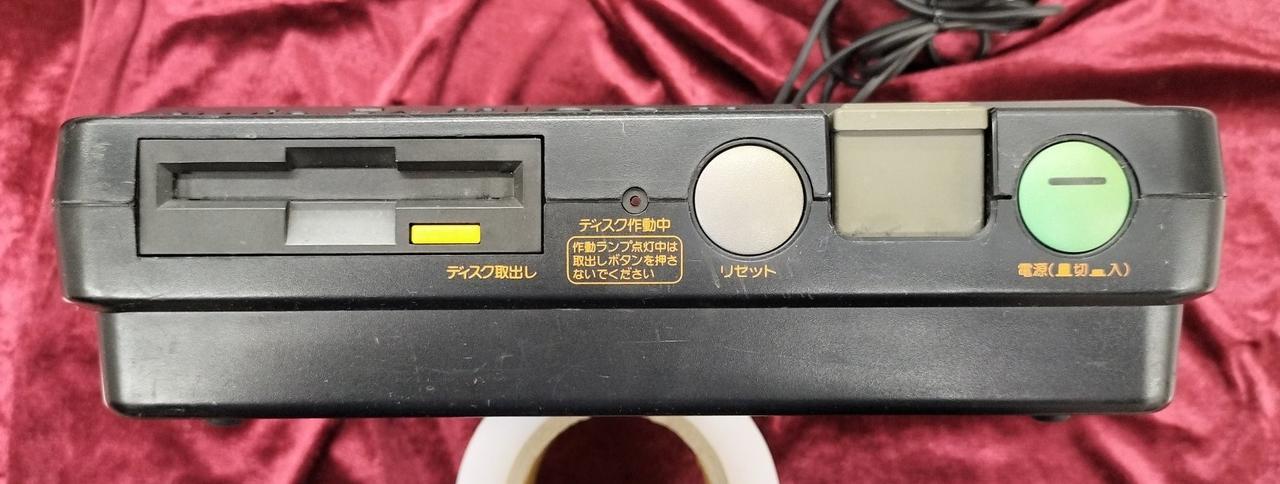 ディスク作動中
作動ランプ点灯中は
取出しボタンを押さ
ないでください
ディスク取出し
リセット
電源(切 入)